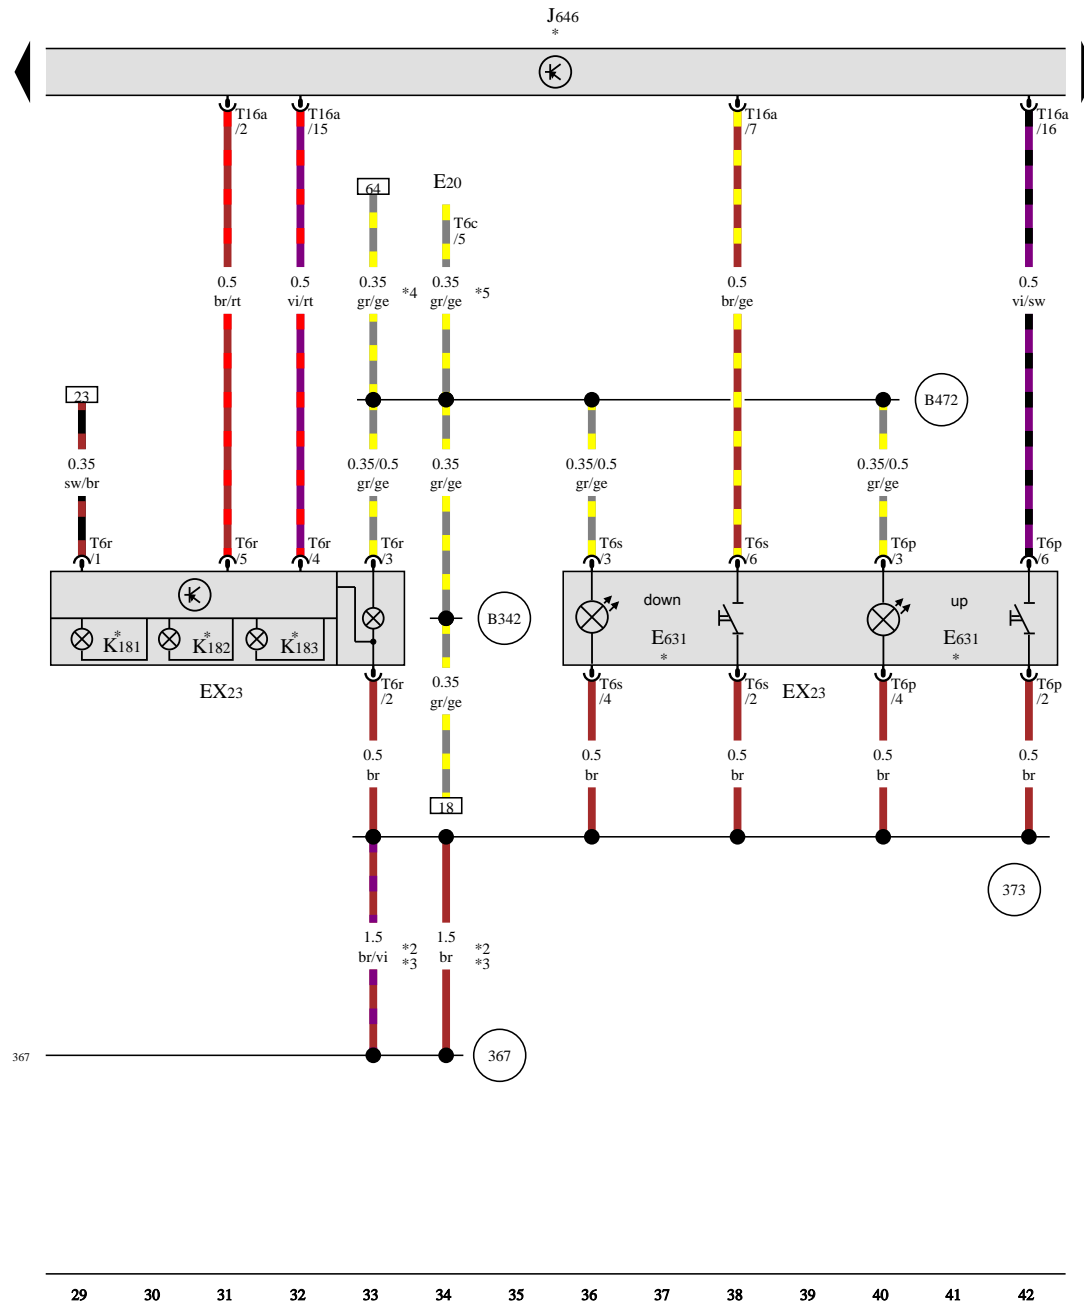 J646
*
T16a
/2
T16a
/15
T16a
/7
T16a
/16
64
E20
T6c
/5
0.5
br/rt
0.5
vi/rt
0.35
gr/ge
*4
0.35
gr/ge
*5
0.5
br/ge
0.5
vi/sw
23
B472
0.35
sw/br
0.35/0.5
gr/ge
0.35
gr/ge
0.35/0.5
gr/ge
0.35/0.5
gr/ge
T6r
/1
T6r
/5
T6r
/4
T6r
/3
T6s
/3
T6s
/6
T6p
/3
T6p
/6
K181
*
K182
*
K183
*
B342
down
E631
*
up
E631
*
EX23
T6r
/2
0.35
gr/ge
T6s
/4
T6s
/2
EX23
T6p
/4
T6p
/2
0.5
br
18
0.5
br
0.5
br
0.5
br
0.5
br
373
1.5
br/vi
*2
*3
1.5
br
*2
*3
367
367
29 30 31 32 33 34 35 36 37 38 39 40 41 42